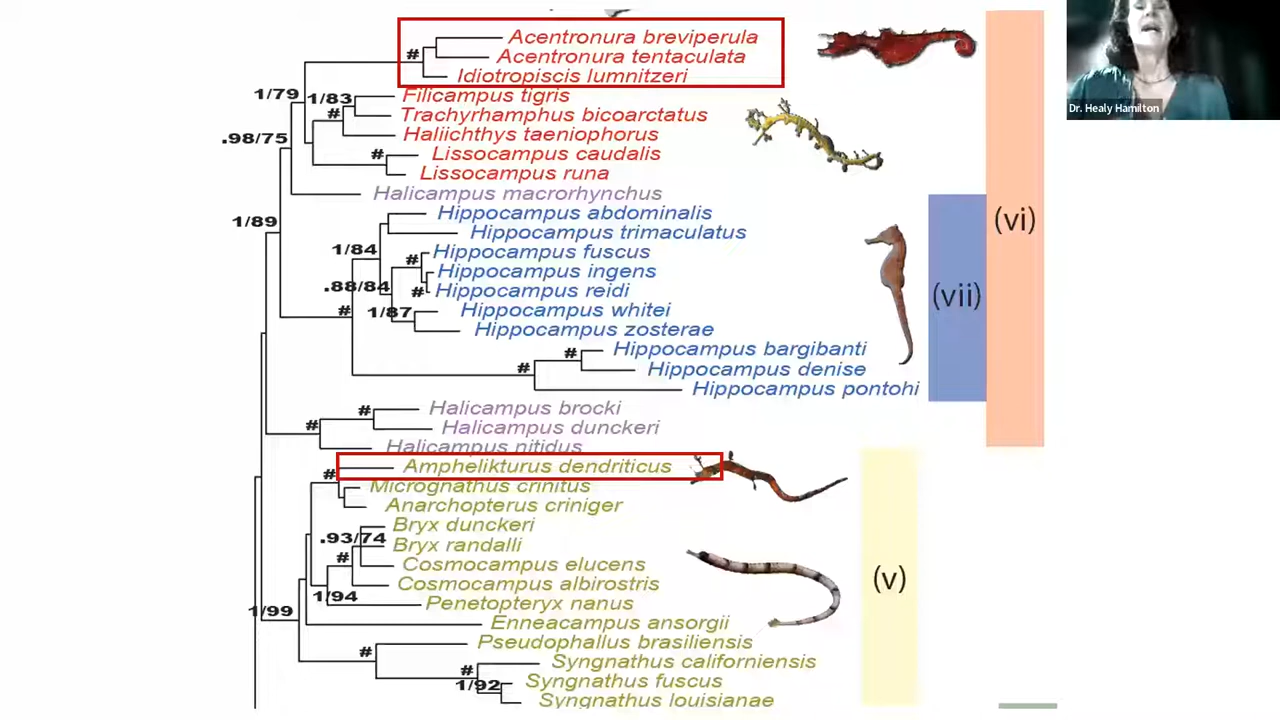 Acentronura breviperula
# Acentronura tentaculata
Idiotropiscis lumnitzeri
1/79 1/83 Filicampus tigris
# Trachyrhamphus bicoarctatus
.98/75 Haliichthys taeniophorus
# Lissocampus caudalis
Lissocampus runa
Halicampus macrorhynchus
1/89 Hippocampus abdominalis
Hippocampus trimaculatus
1/84 # Hippocampus fuscus
Hippocampus ingens
.88/84 # Hippocampus reidi
# 1/87 Hippocampus whitei
Hippocampus zosterae
# Hippocampus bargibanti
# Hippocampus denise
Hippocampus pontohi
# Halicampus brocki
# Halicampus dunckeri
Halicampus nitidus
# Amphelikturus dendriticus
Micrognathus crinitus
Anarchopterus criniger
Bryx dunckeri
.93/74 Bryx randalli
# Cosmocampus elucens
Cosmocampus albirostris
1/94 Penetopteryx nanus
1/99 Enneacampus ansorgii
# Pseudophallus brasiliensis
# Syngnathus californiensis
1/92 Syngnathus fuscus
Syngnathus louisianae
(vi)
(vii)
(v)
Dr. Healy Hamilton